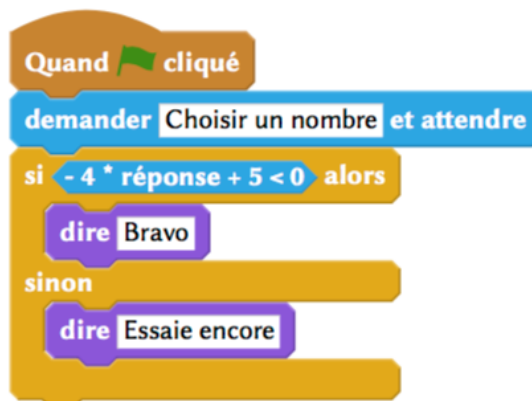 Quand cliqué
demander Choisir un nombre et attendre
si - 4 * réponse + 5 < 0 alors
dire Bravo
sinon
dire Essaie encore